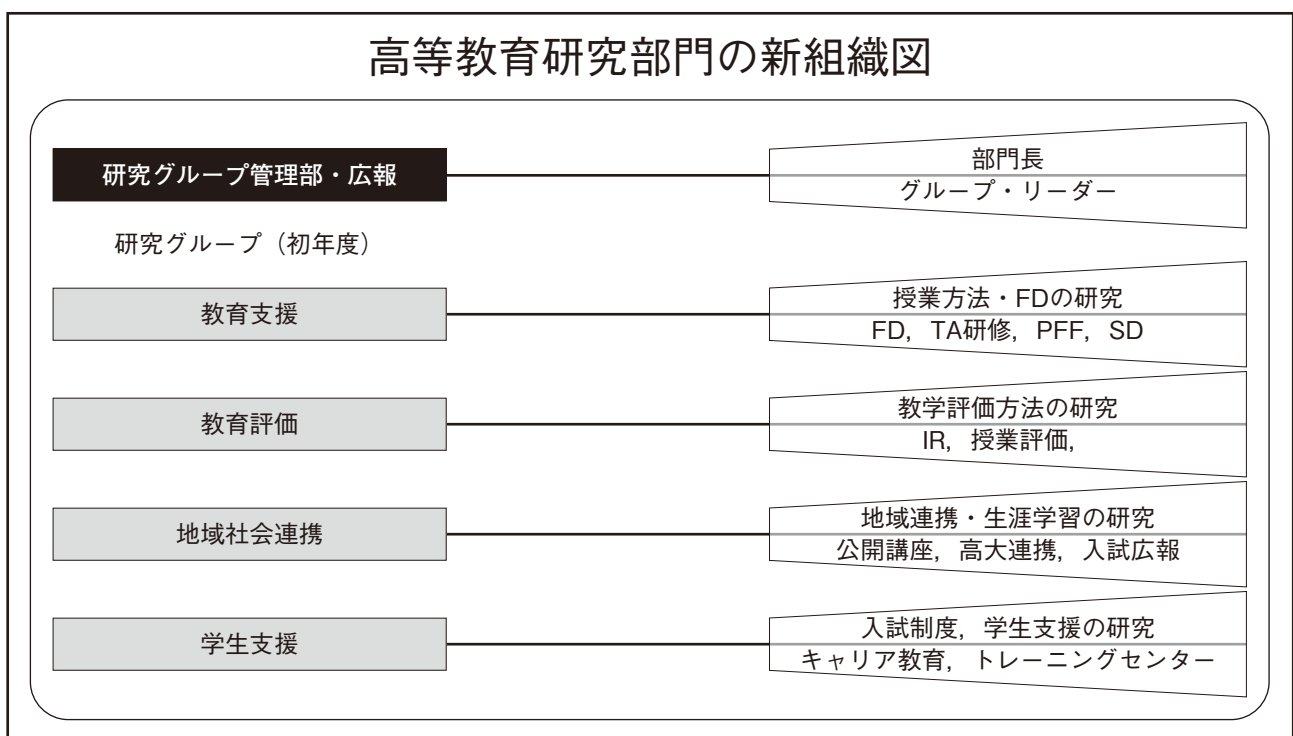 高等教育研究部門の新組織図
研究グループ管理部・広報
部門長
グループ・リーダー
研究グループ（初年度）
教育支援
授業方法・FDの研究
FD，TA研修，PFF，SD
教育評価
教学評価方法の研究
IR，授業評価，
地域社会連携
地域連携・生涯学習の研究
公開講座，高大連携，入試広報
学生支援
入試制度，学生支援の研究
キャリア教育，トレーニングセンター